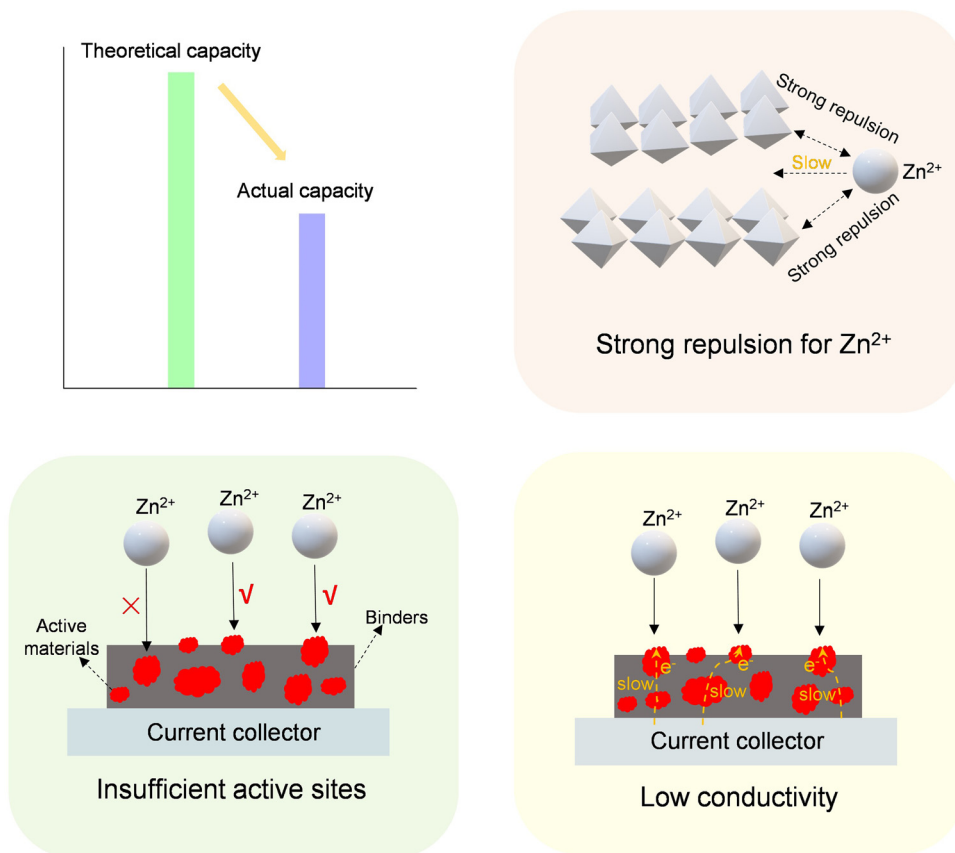 Theoretical capacity
Actual capacity
Strong repulsion
Slow
Zn²⁺
Strong repulsion
Strong repulsion for Zn²⁺
Zn²⁺
Zn²⁺
Zn²⁺
×
√
√
Active
materials
Binders
Current collector
Insufficient active sites
Zn²⁺
Zn²⁺
Zn²⁺
e⁻
e⁻
e⁻
slow
slow
slow
Current collector
Low conductivity